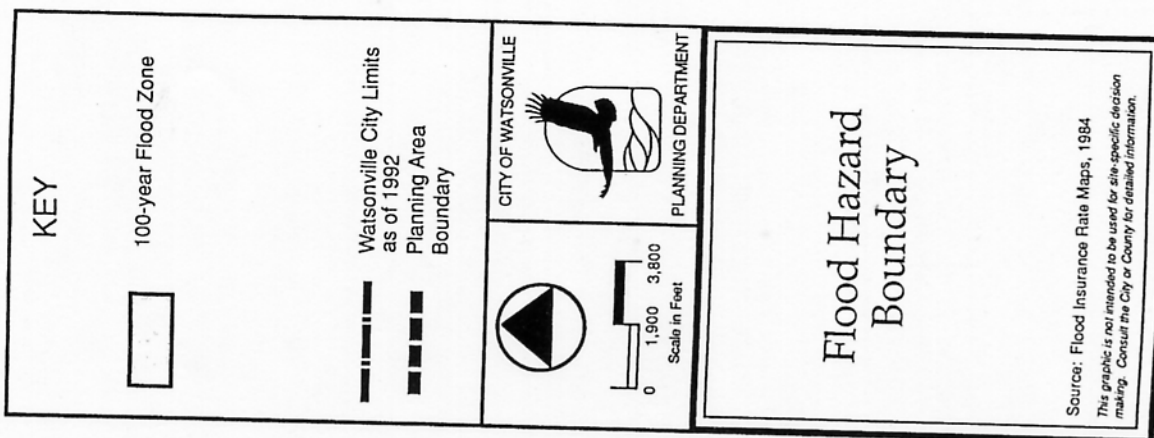 KEY
100-year Flood Zone
Watsonville City Limits
as of 1992
Planning Area
Boundary
CITY OF WATSONVILLE
PLANNING DEPARTMENT
0 1,900 3,800
Scale in Feet
Flood Hazard
Boundary
Source: Flood Insurance Rate Maps, 1984
This graphic is not intended to be used for site-specific decision
making. Consult the City or County for detailed information.